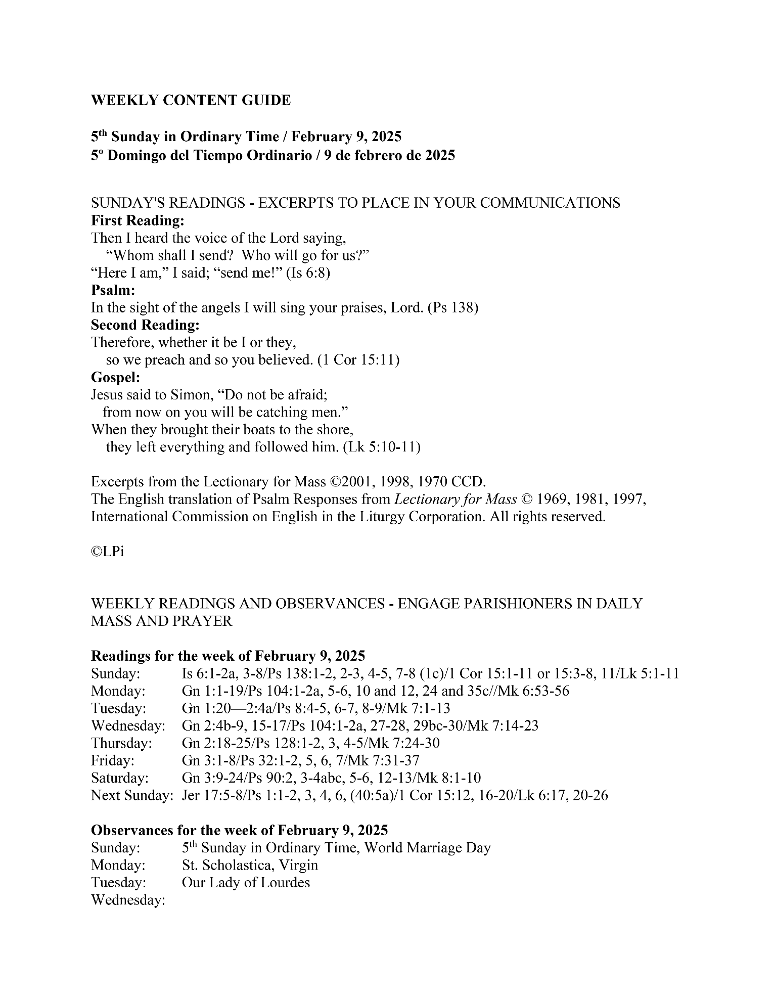 WEEKLY CONTENT GUIDE
5th Sunday in Ordinary Time / February 9, 2025
5º Domingo del Tiempo Ordinario / 9 de febrero de 2025
SUNDAY'S READINGS - EXCERPTS TO PLACE IN YOUR COMMUNICATIONS
First Reading:
Then I heard the voice of the Lord saying,
“Whom shall I send?  Who will go for us?”
“Here I am,” I said; “send me!” (Is 6:8)
Psalm:
In the sight of the angels I will sing your praises, Lord. (Ps 138)
Second Reading:
Therefore, whether it be I or they,
so we preach and so you believed. (1 Cor 15:11)
Gospel:
Jesus said to Simon, “Do not be afraid;
from now on you will be catching men.”
When they brought their boats to the shore,
they left everything and followed him. (Lk 5:10-11)
Excerpts from the Lectionary for Mass ©2001, 1998, 1970 CCD.
The English translation of Psalm Responses from Lectionary for Mass © 1969, 1981, 1997,
International Commission on English in the Liturgy Corporation. All rights reserved.
©LPi
WEEKLY READINGS AND OBSERVANCES - ENGAGE PARISHIONERS IN DAILY
MASS AND PRAYER
Readings for the week of February 9, 2025
Sunday: Is 6:1-2a, 3-8/Ps 138:1-2, 2-3, 4-5, 7-8 (1c)/1 Cor 15:1-11 or 15:3-8, 11/Lk 5:1-11
Monday: Gn 1:1-19/Ps 104:1-2a, 5-6, 10 and 12, 24 and 35c//Mk 6:53-56
Tuesday: Gn 1:20—2:4a/Ps 8:4-5, 6-7, 8-9/Mk 7:1-13
Wednesday: Gn 2:4b-9, 15-17/Ps 104:1-2a, 27-28, 29bc-30/Mk 7:14-23
Thursday: Gn 2:18-25/Ps 128:1-2, 3, 4-5/Mk 7:24-30
Friday: Gn 3:1-8/Ps 32:1-2, 5, 6, 7/Mk 7:31-37
Saturday: Gn 3:9-24/Ps 90:2, 3-4abc, 5-6, 12-13/Mk 8:1-10
Next Sunday: Jer 17:5-8/Ps 1:1-2, 3, 4, 6, (40:5a)/1 Cor 15:12, 16-20/Lk 6:17, 20-26
Observances for the week of February 9, 2025
Sunday: 5th Sunday in Ordinary Time, World Marriage Day
Monday: St. Scholastica, Virgin
Tuesday: Our Lady of Lourdes
Wednesday: